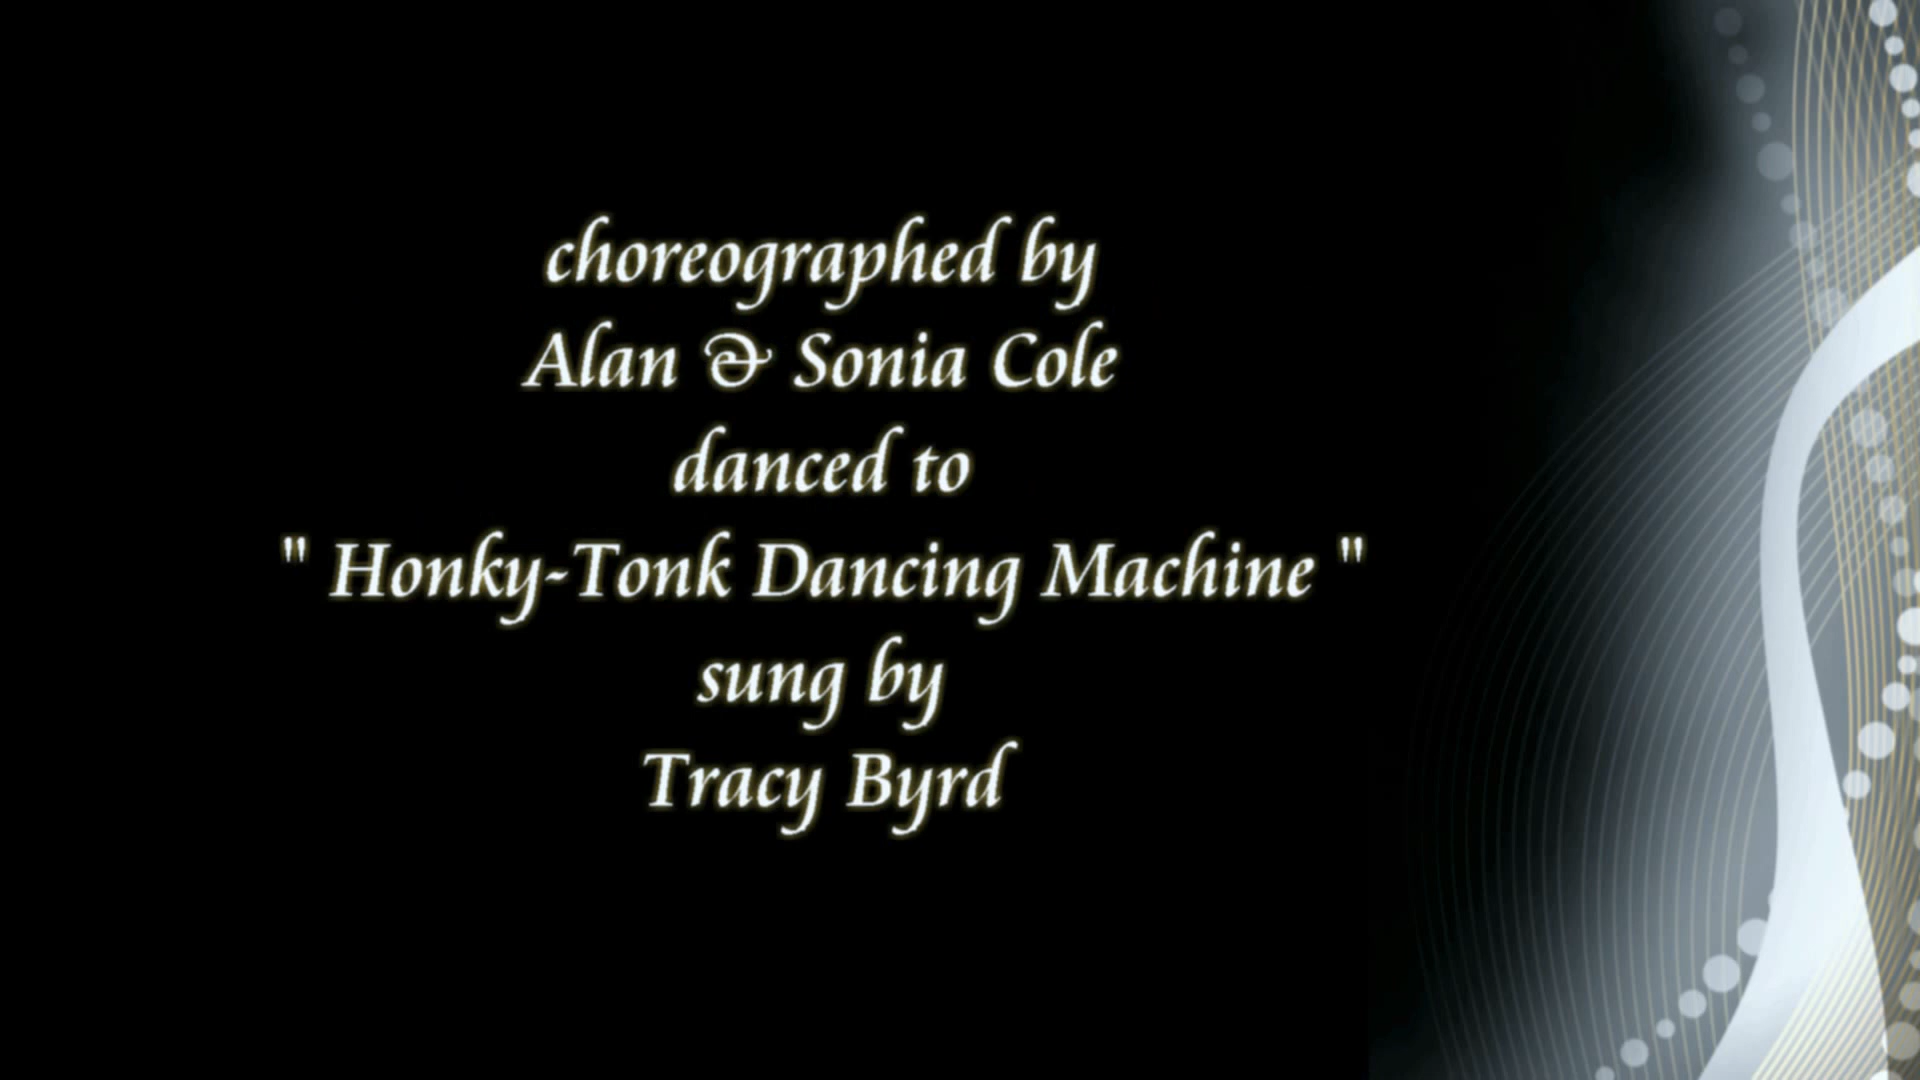 choreographed by
Alan & Sonia Cole
danced to
" Honky-Tonk Dancing Machine "
sung by
Tracy Byrd